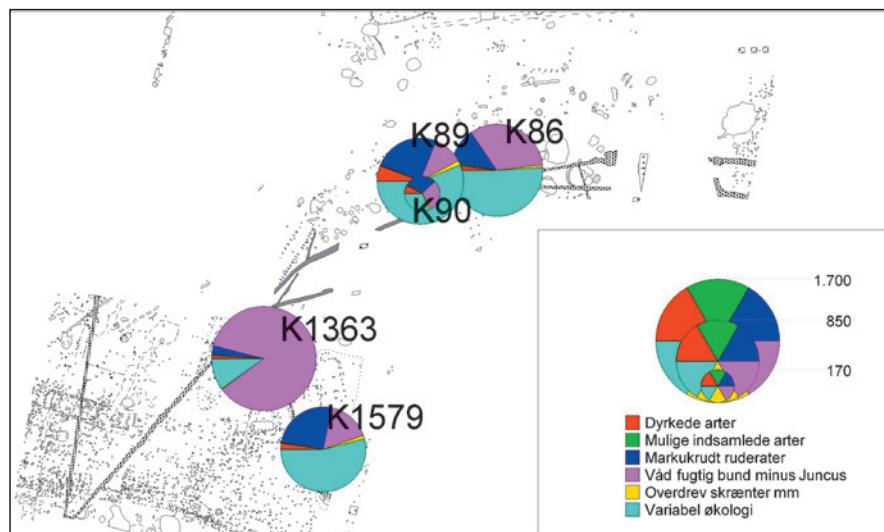 K89
K86
K90
K1363
K1579
1.700
850
170
Dyrkede arter
Mulige indsamlede arter
Markukrudt ruderater
Våd fugtig bund minus Juncus
Overdrev skrænter mm
Variabel økologi